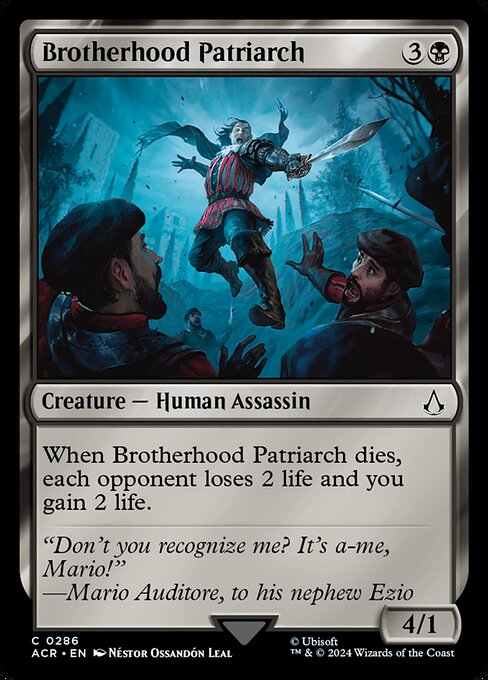 Brotherhood Patriarch 3
Creature — Human Assassin
When Brotherhood Patriarch dies,
each opponent loses 2 life and you
gain 2 life.
“Don’t you recognize me? It’s a-me,
Mario!”
—Mario Auditore, to his nephew Ezio
4/1
C 0286
ACR • EN Néstor Ossandón Leal
© Ubisoft
™ & © 2024 Wizards of the Coast